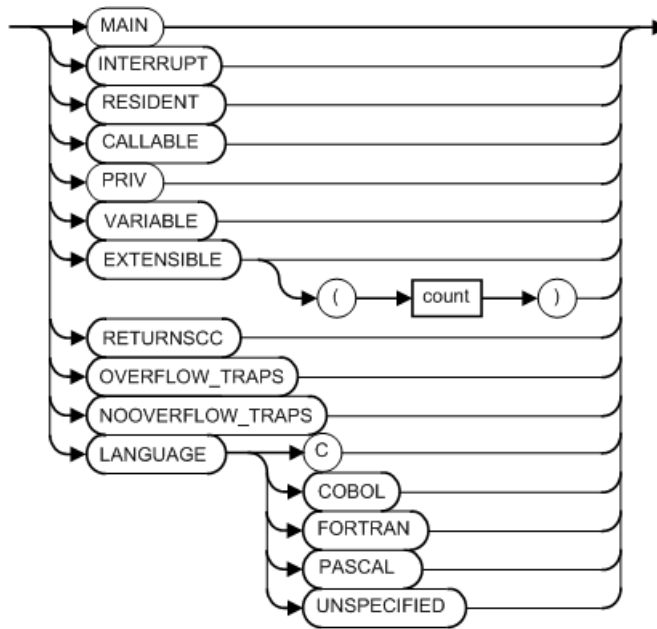 MAIN
INTERRUPT
RESIDENT
CALLABLE
PRIV
VARIABLE
EXTENSIBLE
( count )
RETURNSCC
OVERFLOW_TRAPS
NOOVERFLOW_TRAPS
LANGUAGE C
COBOL
FORTRAN
PASCAL
UNSPECIFIED